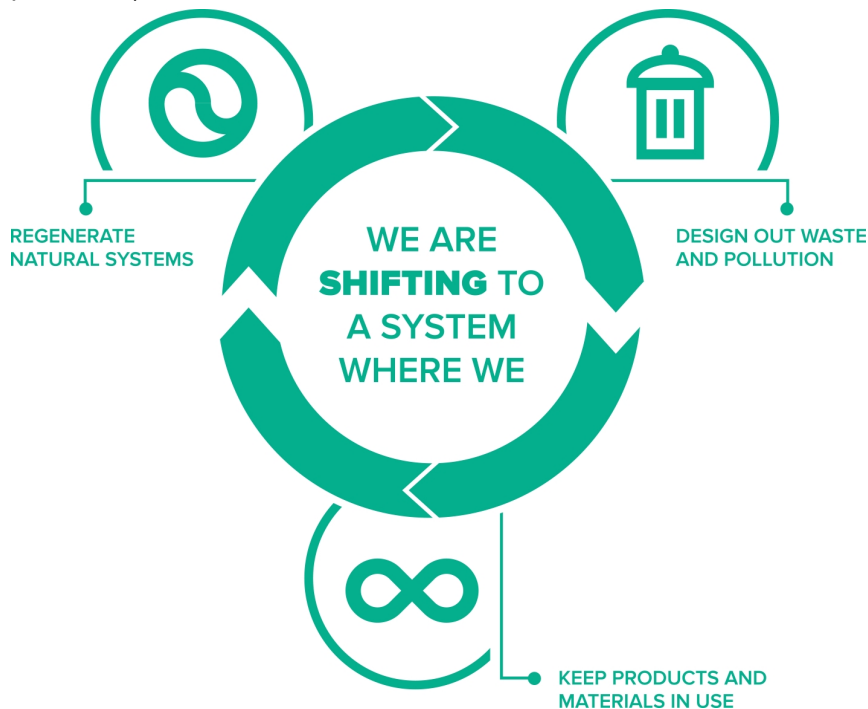 REGENERATE
NATURAL SYSTEMS
WE ARE
SHIFTING TO
A SYSTEM
WHERE WE
DESIGN OUT WASTE
AND POLLUTION
KEEP PRODUCTS AND
MATERIALS IN USE